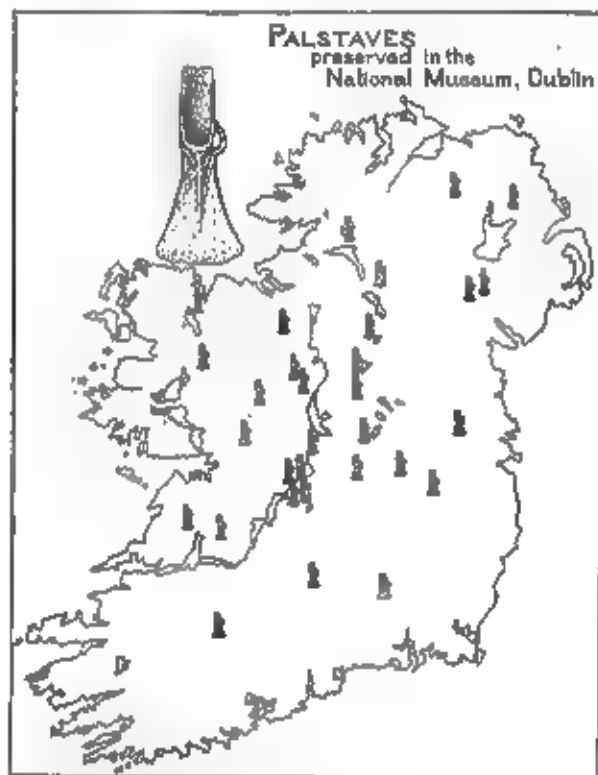 PALSTAVES
preserved in the
National Museum, Dublin